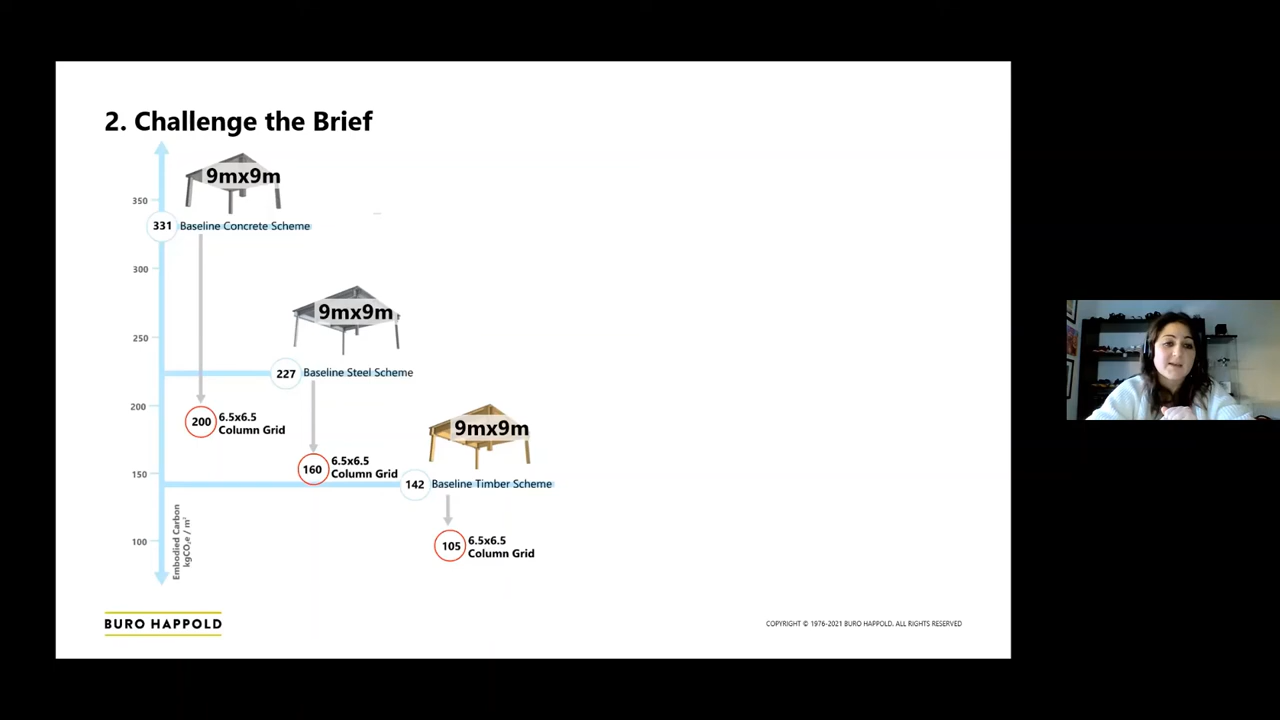 2. Challenge the Brief
9mx9m
350
331
Baseline Concrete Scheme
300
9mx9m
250
227
Baseline Steel Scheme
200
200
6.5x6.5
Column Grid
9mx9m
160
6.5x6.5
Column Grid
150
142
Baseline Timber Scheme
100
105
6.5x6.5
Column Grid
Embodied Carbon
kgCO₂e / m²
BURO HAPPOLD
COPYRIGHT © 1976-2021 BURO HAPPOLD. ALL RIGHTS RESERVED